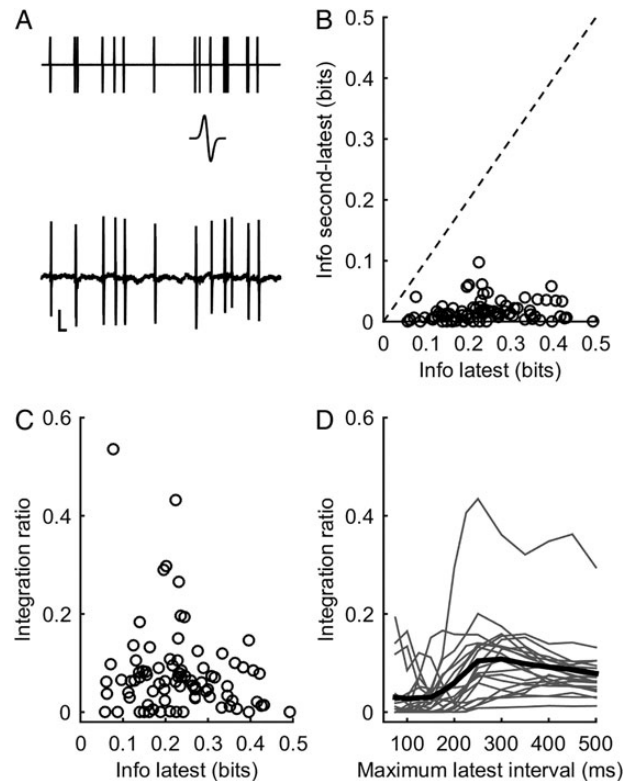 A
B
0.5
0.4
0.3
0.2
0.1
0
Info second-latest (bits)
0 0.1 0.2 0.3 0.4 0.5
Info latest (bits)
C
0.6
0.4
0.2
0
Integration ratio
0 0.1 0.2 0.3 0.4 0.5
Info latest (bits)
D
0.6
0.4
0.2
0
Integration ratio
100 200 300 400 500
Maximum latest interval (ms)